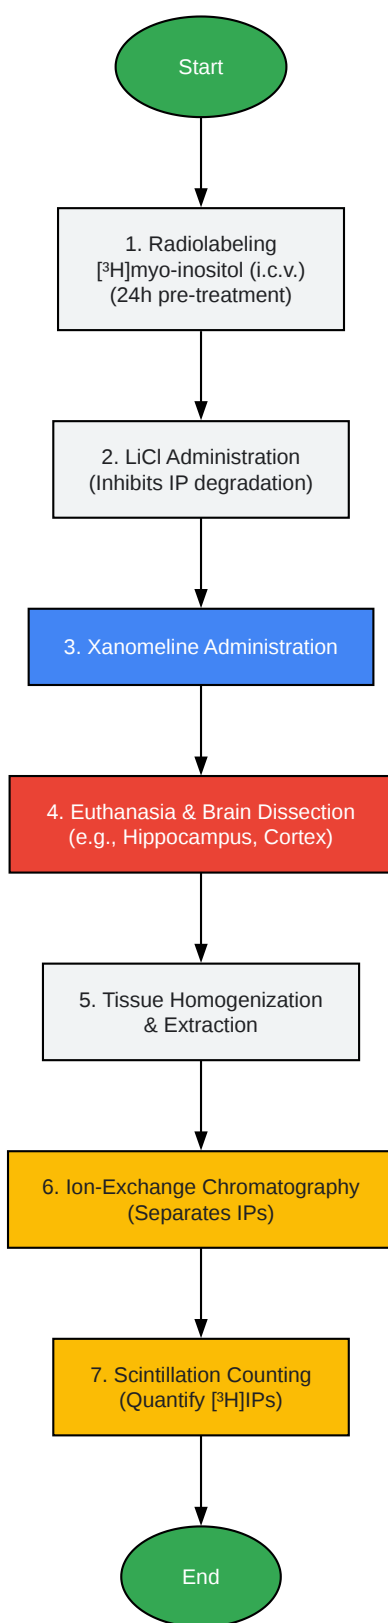 Start
1. Radiolabeling
[³H]myo-inositol (i.c.v.)
(24h pre-treatment)
2. LiCl Administration
(Inhibits IP degradation)
3. Xanomeline Administration
4. Euthanasia & Brain Dissection
(e.g., Hippocampus, Cortex)
5. Tissue Homogenization
& Extraction
6. Ion-Exchange Chromatography
(Separates IPs)
7. Scintillation Counting
(Quantify [³H]IPs)
End